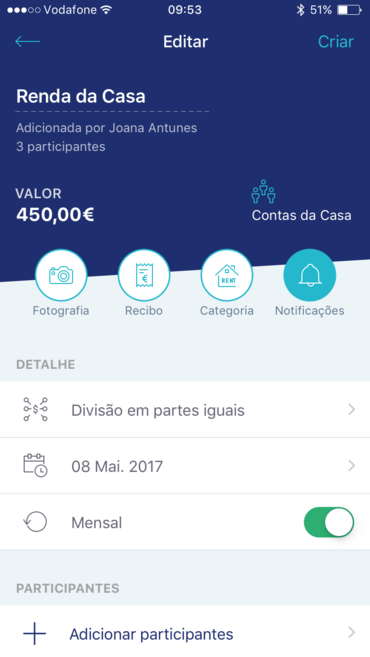 Vodafone 09:53 51%
Editar Criar
Renda da Casa
Adicionada por Joana Antunes
3 participantes
VALOR
450,00€
Contas da Casa
€
RENT
Fotografia Recibo Categoria Notificações
DETALHE
$
Divisão em partes iguais
08 Mai. 2017
Mensal
PARTICIPANTES
Adicionar participantes